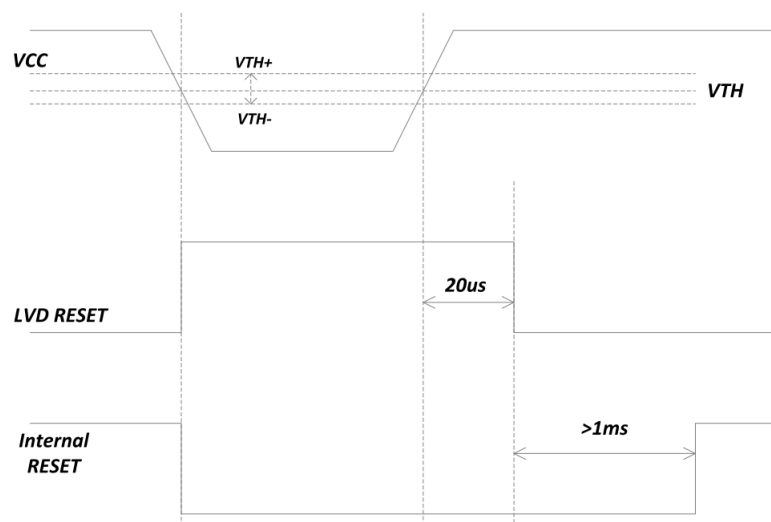 VCC
VTH+
VTH
VTH-
20us
LVD RESET
>1ms
Internal
RESET